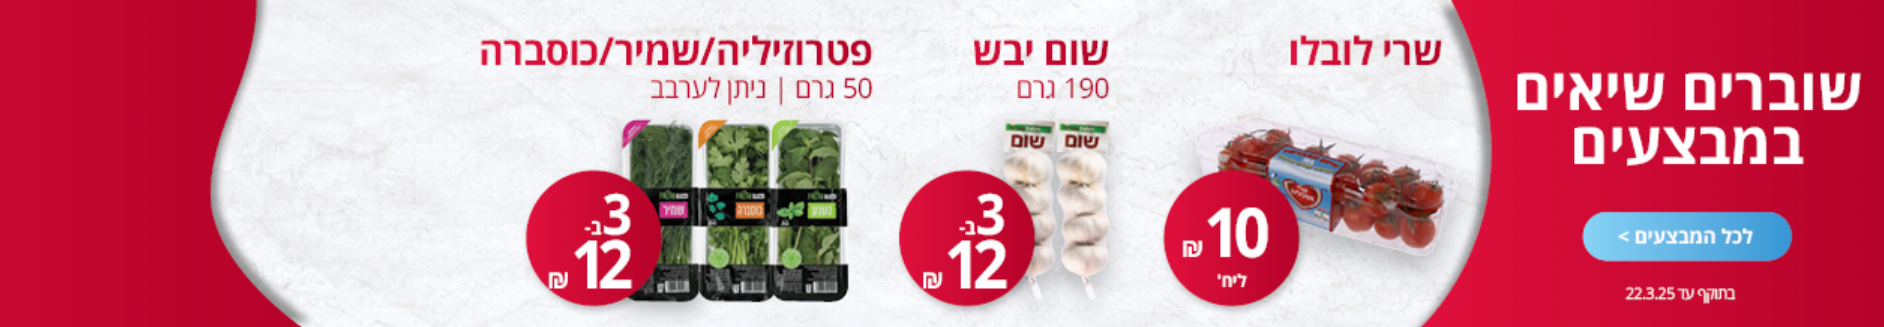 שוברים שיאים
במבצעים
לכל המבצעים >
בתוקף עד 22.3.25
שרי לובלו
10 ₪
ליח'
שום יבש
190 גרם
שום
שום
3 ב-
12 ₪
פטרוזיליה/שמיר/כוסברה
50 גרם | ניתן לערבב
נענע
כוסברה
שמיר
3 ב-
12 ₪